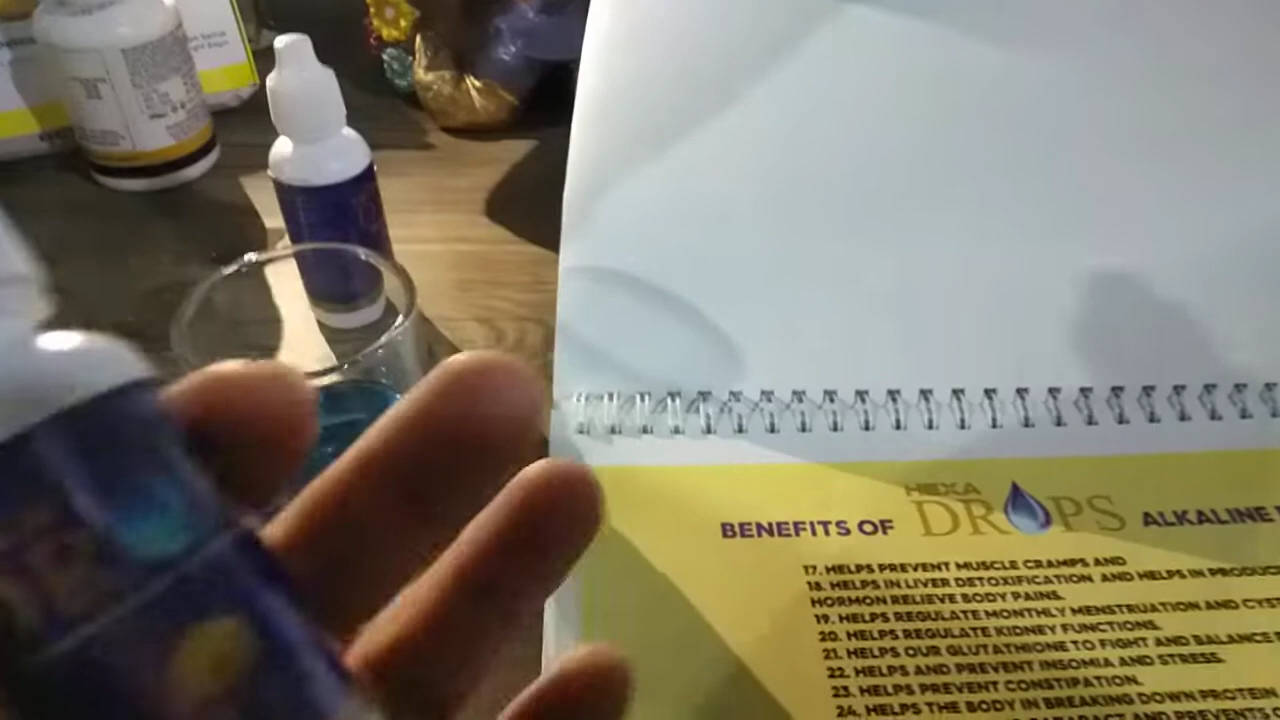 BENEFITS OF HEXA DROPS ALKALINE
17. HELPS PREVENT MUSCLE CRAMPS AND
18. HELPS IN LIVER DETOXIFICATION AND HELPS IN
HORMON RELIEVE BODY PAINS.
19. HELPS REGULATE MONTHLY MENSTRUATION AND
20. HELPS REGULATE KIDNEY FUNCTIONS.
21. HELPS OUR GLUTATHIONE TO FIGHT AND BALANCE
22. HELPS AND PREVENT INSOMIA AND STRESS.
23. HELPS PREVENT CONSTIPATION.
24. HELPS THE BODY IN BREAKING DOWN PROTEIN